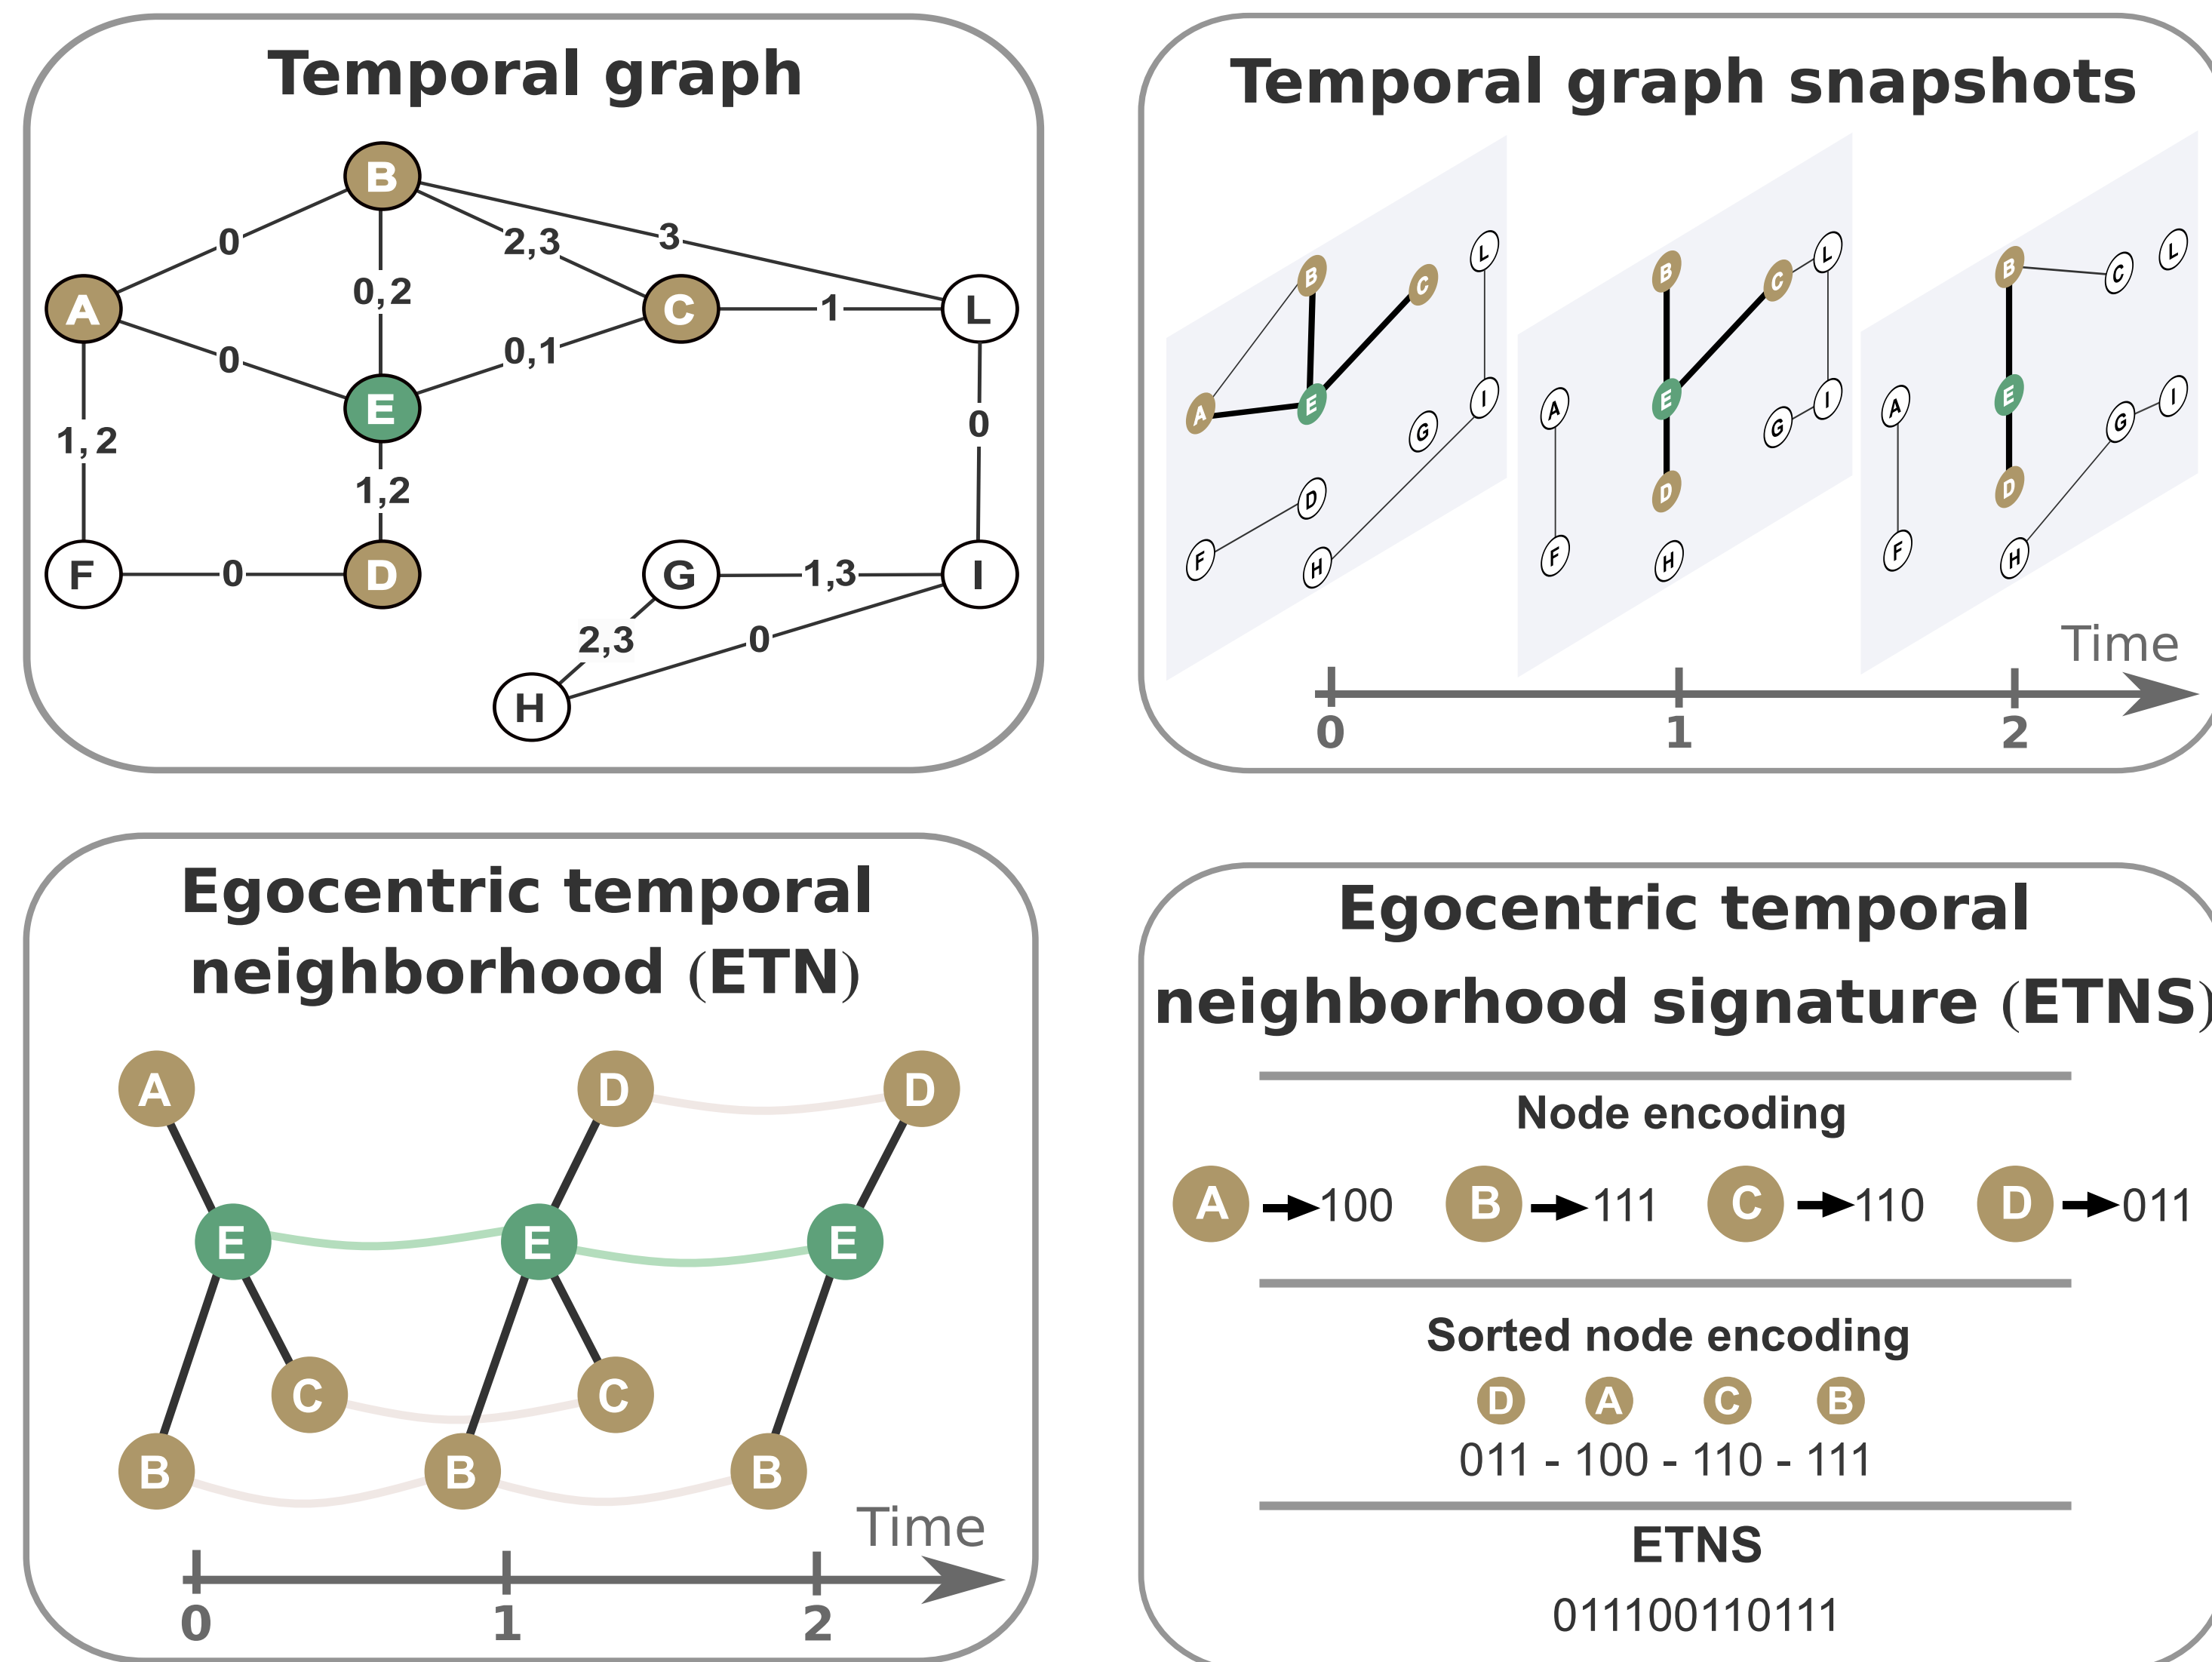 Temporal graph
B
0
2,3
3
0,2
A
C
1
L
0
0,1
E
0
1,2
1,2
F
0
D
G
1,3
I
2,3
0
H
Temporal graph snapshots
B
C
L
A
E
G
I
D
F
H
B
C
L
A
E
G
I
D
F
H
B
C
L
A
E
G
I
D
F
H
Time
0
1
2
Egocentric temporal
neighborhood (ETN)
A
D
D
E
E
E
C
C
B
B
B
Time
0
1
2
Egocentric temporal
neighborhood signature (ETNS)
Node encoding
A 100 B 111 C 110 D 011
Sorted node encoding
D A C B
011 - 100 - 110 - 111
ETNS
011100110111